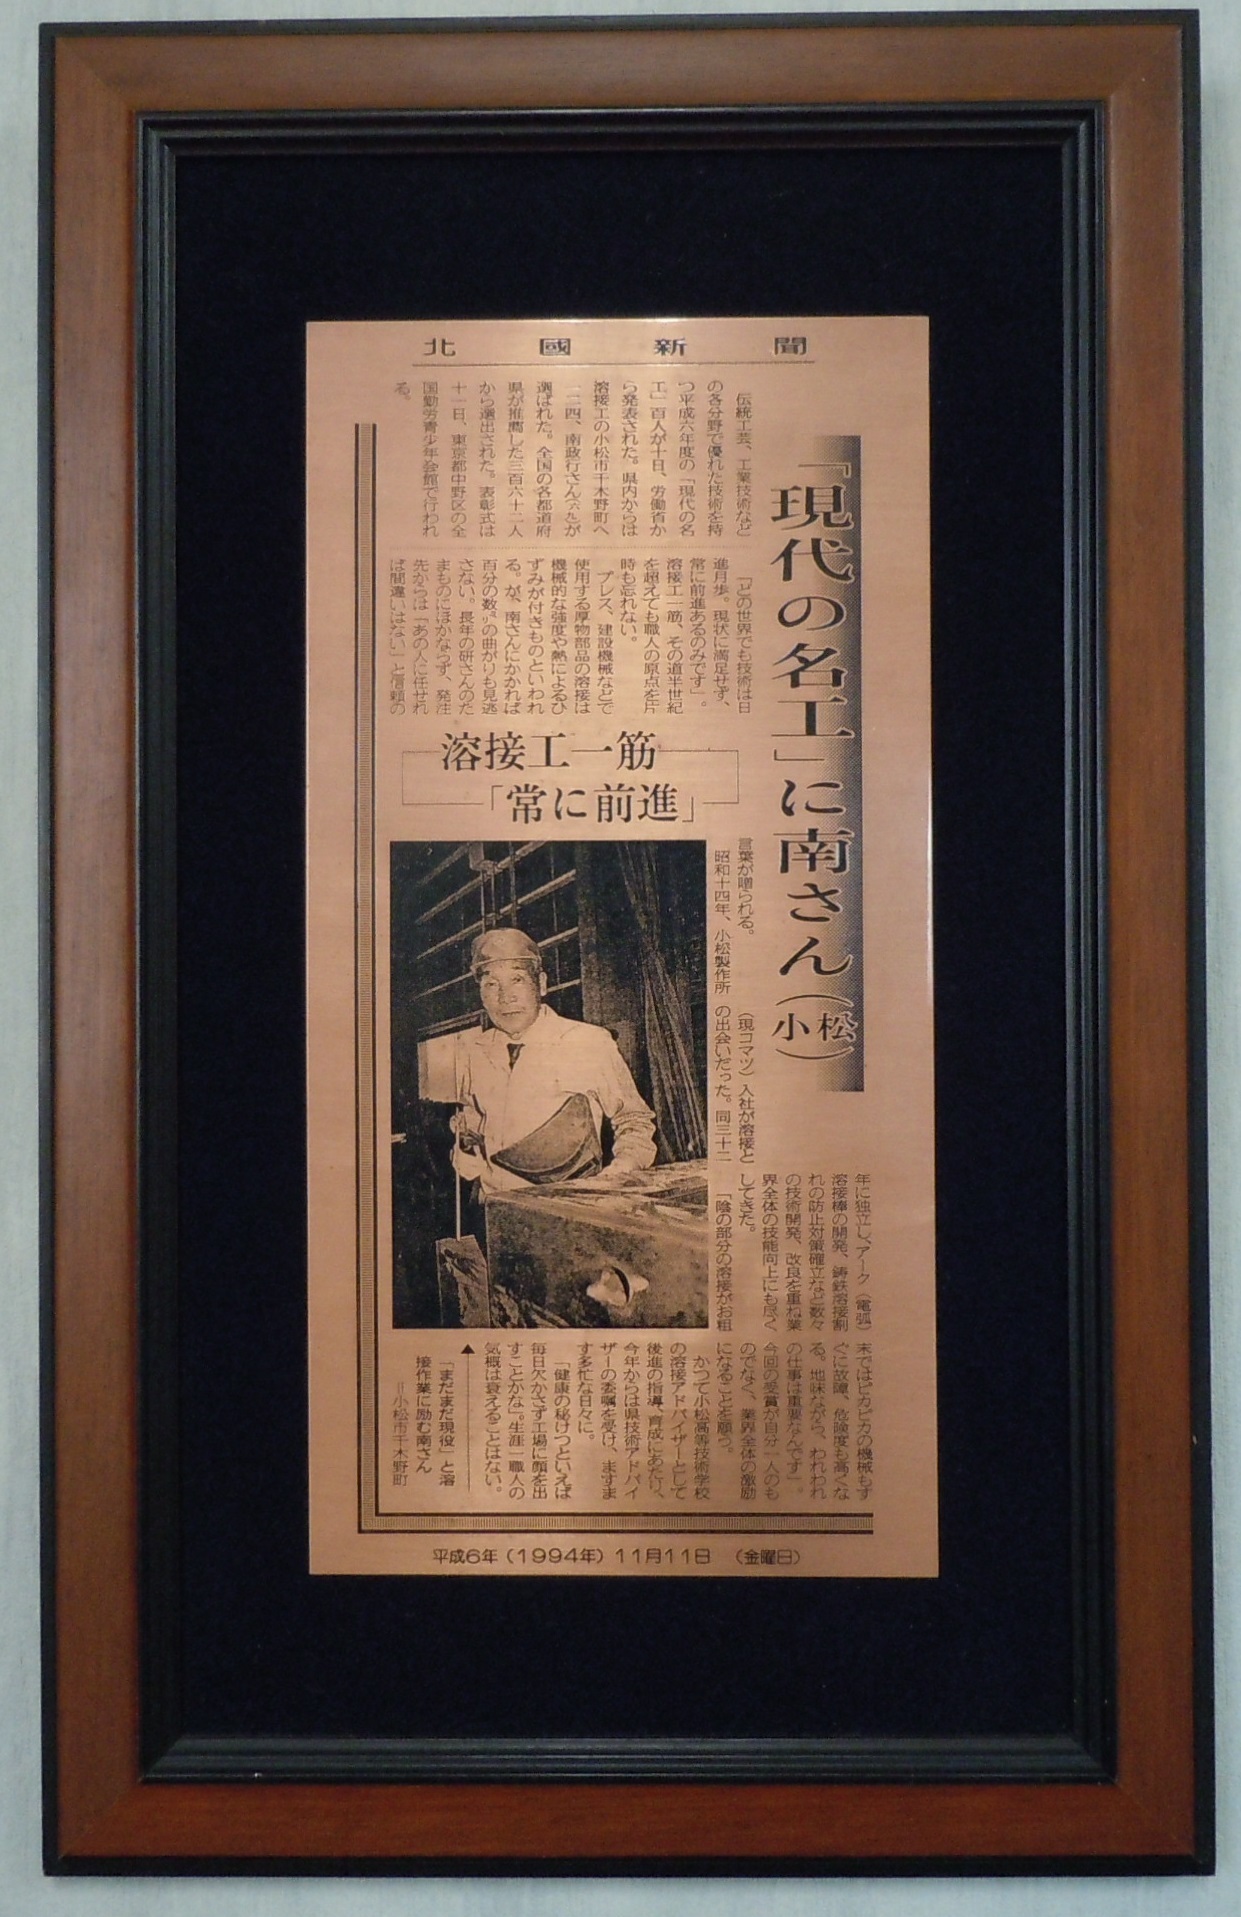 北國新聞
「現代の名工」に南さん(小松)
伝統工芸、工業技術など
の各分野で優れた技術を持
つ平成六年度の「現代の名
工」百人が十日、労働省か
ら発表された。県内からは
溶接工の小松市千木野町へ
一二四、南政行さん(六九)が
選ばれた。全国の各都道府
県が推薦した三百六十二人
から選出された。表彰式は
十一日、東京都中野区の全
国勤労青少年会館で行われ
る。
「どの世界でも技術は日
進月歩。現状に満足せず、
常に前進あるのみです」。
溶接工一筋、その道半世紀
を超えても職人の原点を片
時も忘れない。
プレス、建設機械などで
使用する厚物部品の溶接は
機械的な強度や熱によるひ
ずみが付きものといわれ
る。が、南さんにかかれば
百分の数㍉の曲がりも見逃
さない。長年の研さんのた
まものにほかならず、発注
先からは「あの人に任せれ
ば間違いはない」と信頼の
溶接工一筋
「常に前進」
言葉が贈られる。
昭和十四年、小松製作所
(現コマツ)入社が溶接と
の出会いだった。同三十二
年に独立し、アーク(電弧)
溶接棒の開発、鋳鉄溶接割
れの防止対策確立など数々
の技術開発、改良を重ね業
界全体の技能向上にも尽く
してきた。
「陰の部分の溶接がお粗
末ではピカピカの機械もす
ぐに故障、危険度も高くな
る。地味ながら、われわれ
の仕事は重要なんです」。
今回の受賞が自分一人のも
のでなく、業界全体の激励
になることを願う。
かつて小松高等技術学校
の溶接アドバイザーとして
後進の指導、育成にあたり、
今年からは県技術アドバイ
ザーの委嘱を受け、ますま
す多忙な日々に。
「健康の秘けつといえば
毎日欠かさず工場に顔を出
すことかな」。生涯一職人の
気概は衰えることはない。
「まだまだ現役」と溶
接作業に励む南さん
＝小松市千木野町
平成6年(1994年)11月11日 (金曜日)